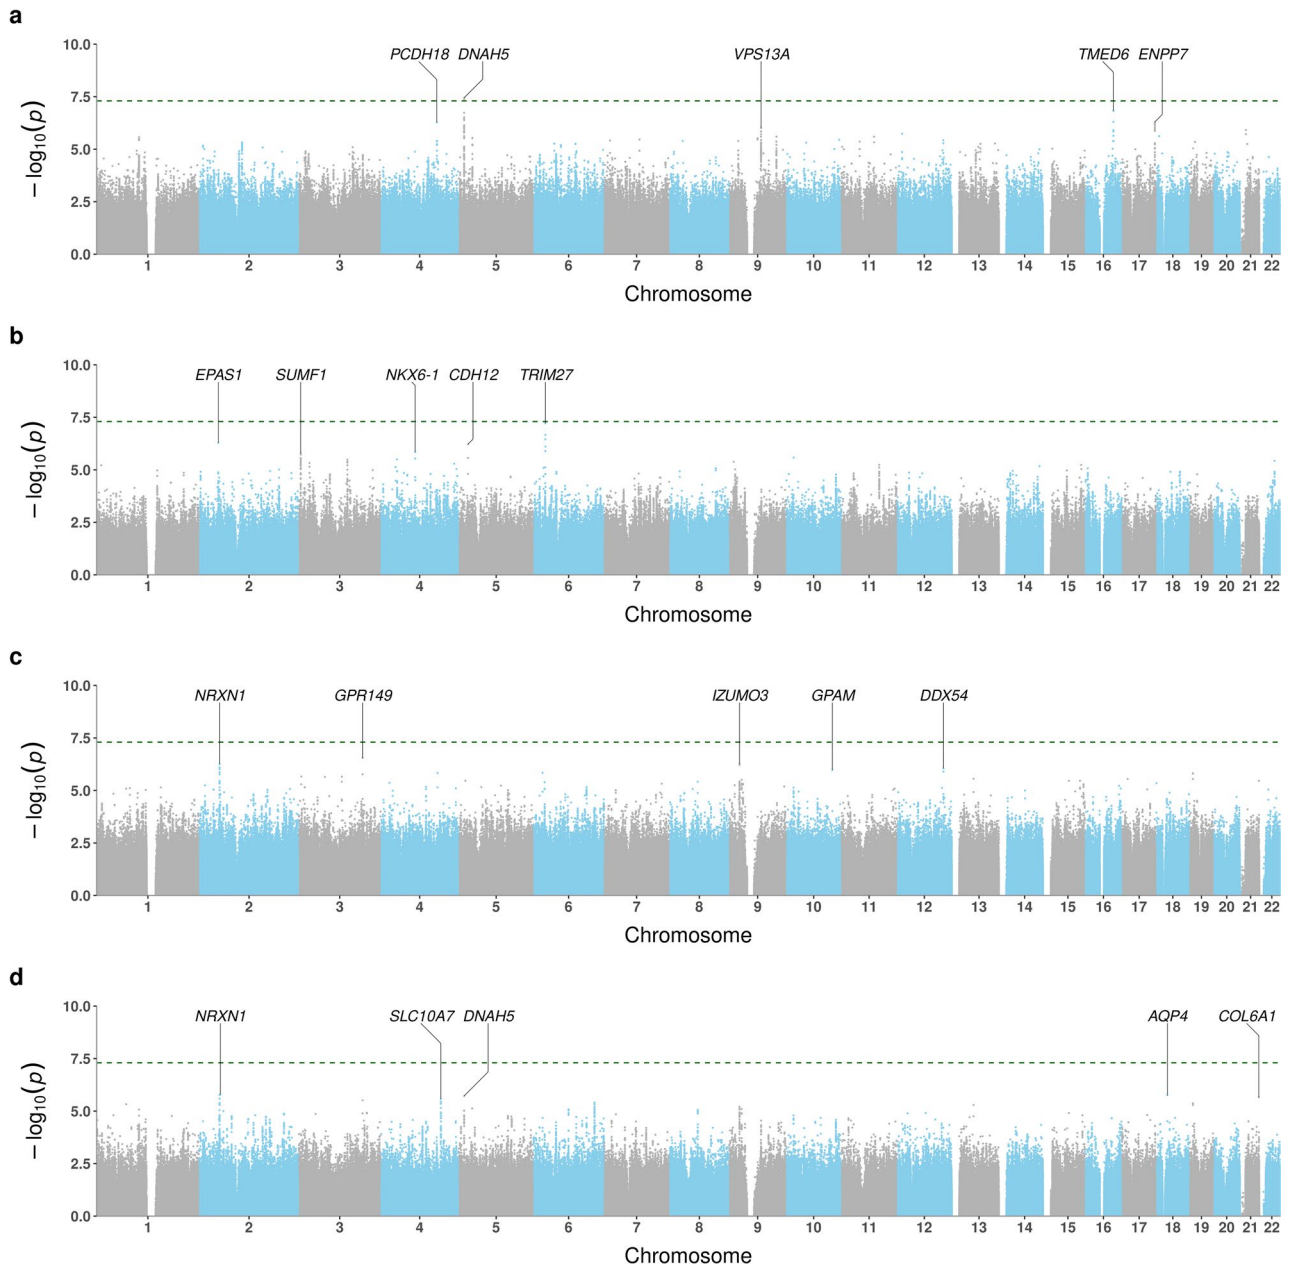 a
PCDH18 DNAH5 VPS13A TMED6 ENPP7
10.0
7.5
5.0
2.5
0.0
−log10(p)
1 2 3 4 5 6 7 8 9 10 11 12 13 14 15 16 17 18 19 20 21 22
Chromosome
b
EPAS1 SUMF1 NKX6-1 CDH12 TRIM27
10.0
7.5
5.0
2.5
0.0
−log10(p)
1 2 3 4 5 6 7 8 9 10 11 12 13 14 15 16 17 18 19 20 21 22
Chromosome
c
NRXN1 GPR149 IZUMO3 GPAM DDX54
10.0
7.5
5.0
2.5
0.0
−log10(p)
1 2 3 4 5 6 7 8 9 10 11 12 13 14 15 16 17 18 19 20 21 22
Chromosome
d
NRXN1 SLC10A7 DNAH5 AQP4 COL6A1
10.0
7.5
5.0
2.5
0.0
−log10(p)
1 2 3 4 5 6 7 8 9 10 11 12 13 14 15 16 17 18 19 20 21 22
Chromosome